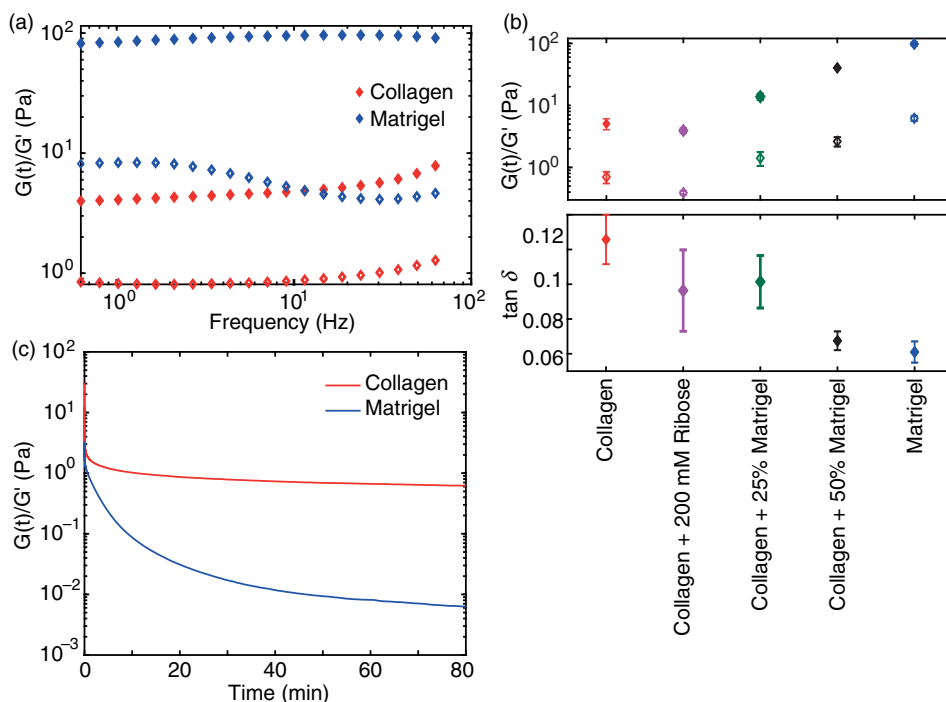 (a)
10²
10¹
10⁰
G(t)/G' (Pa)
Collagen
Matrigel
10⁰
10¹
10²
Frequency (Hz)
(b)
10²
10¹
10⁰
G(t)/G' (Pa)
0.12
0.1
0.08
0.06
tan δ
Collagen
Collagen + 200 mM Ribose
Collagen + 25% Matrigel
Collagen + 50% Matrigel
Matrigel
(c)
10²
10¹
10⁰
10⁻¹
10⁻²
10⁻³
G(t)/G' (Pa)
Collagen
Matrigel
0
20
40
60
80
Time (min)